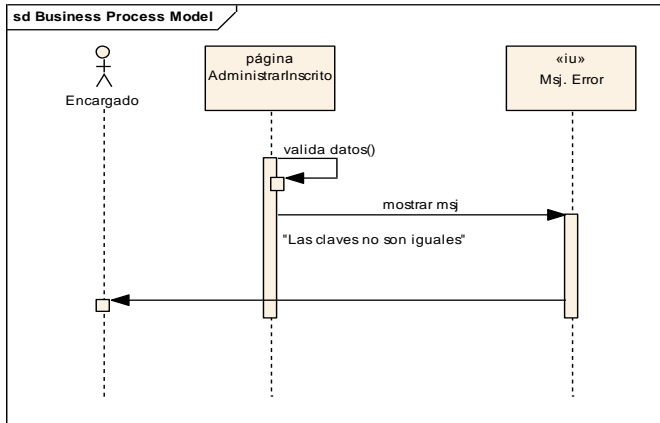 sd Business Process Model
Encargado
página
AdministrarInscrito
«iu»
Msj. Error
valida datos()
mostrar msj
"Las claves no son iguales"